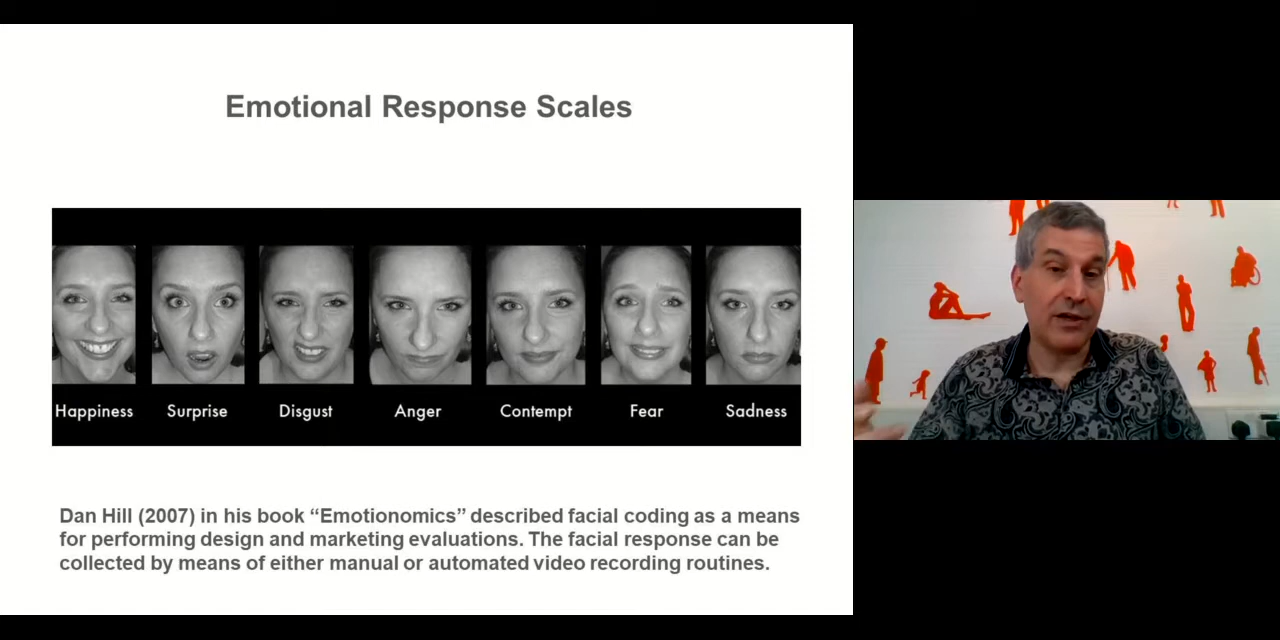 Emotional Response Scales
Happiness Surprise Disgust Anger Contempt Fear Sadness
Dan Hill (2007) in his book “Emotionomics” described facial coding as a means
for performing design and marketing evaluations. The facial response can be
collected by means of either manual or automated video recording routines.